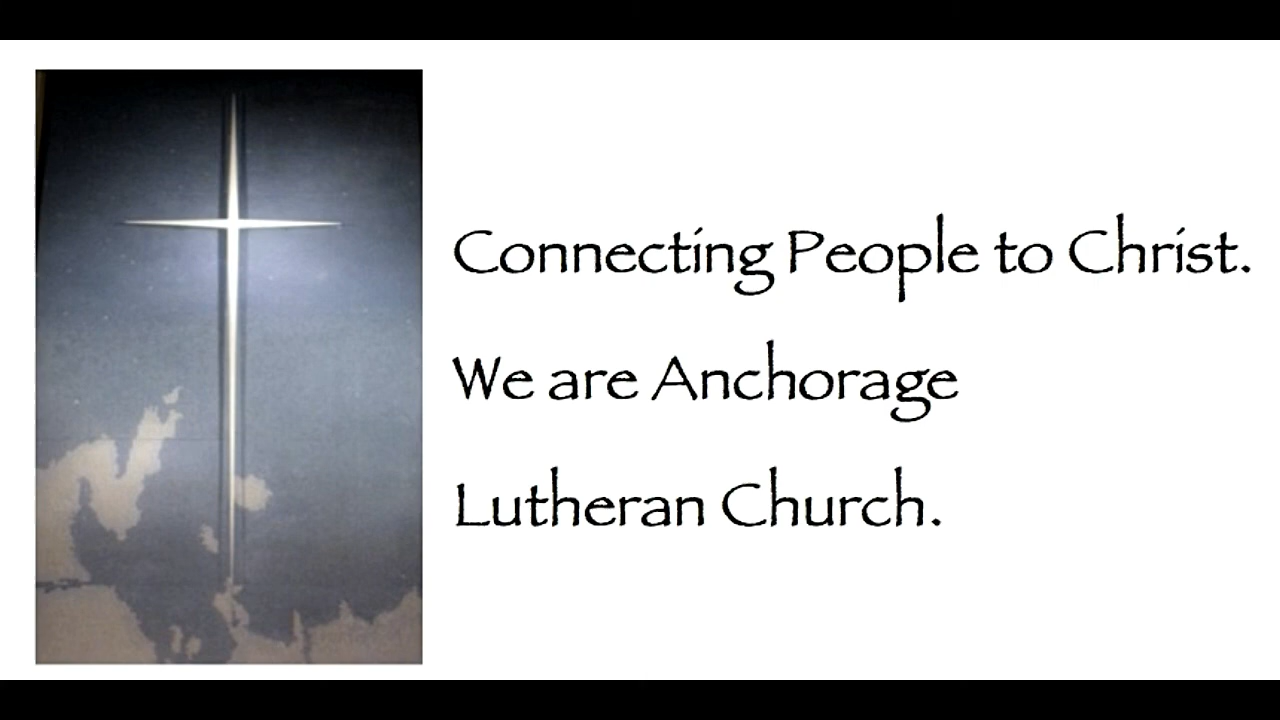 Connecting People to Christ.
We are Anchorage
Lutheran Church.